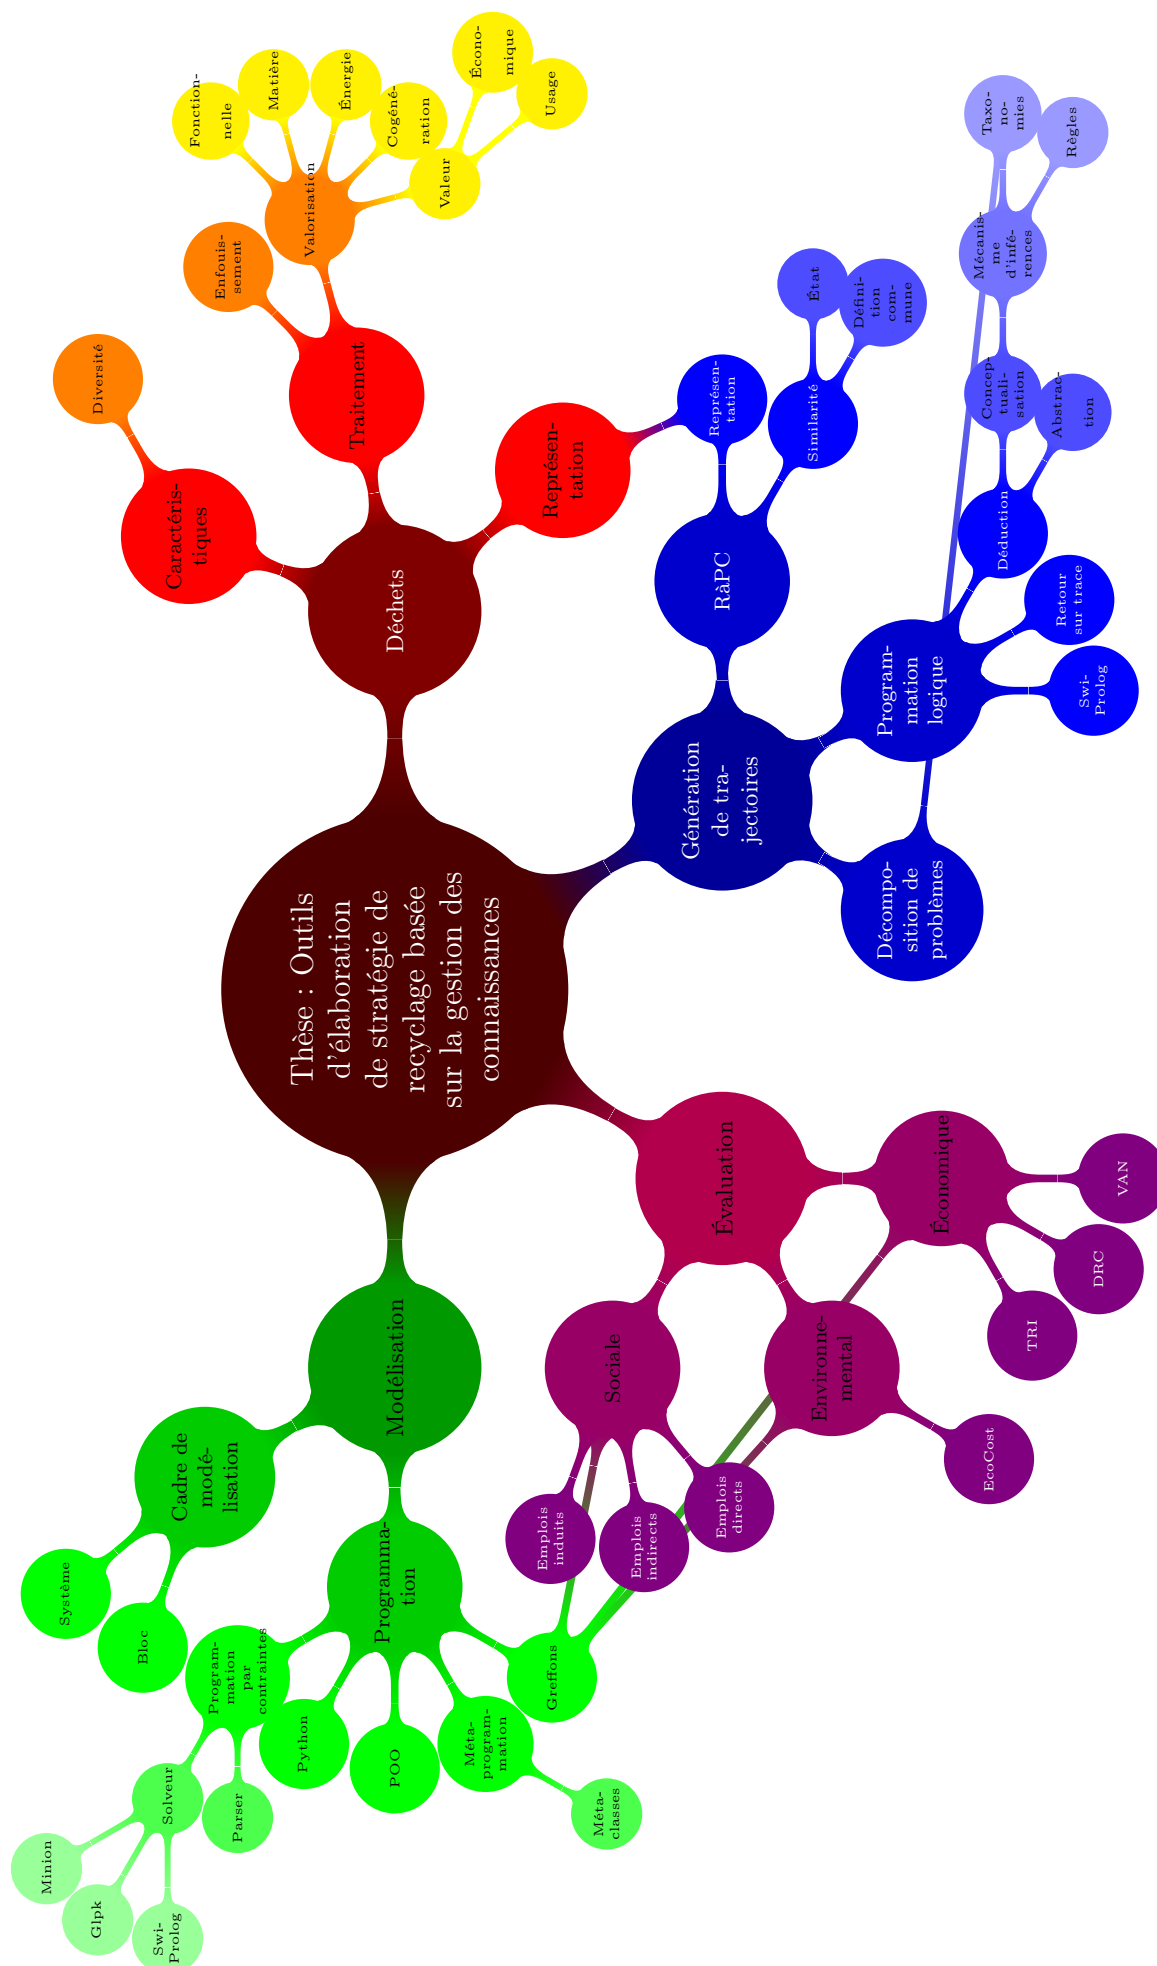 Thèse : Outils
d'élaboration
de stratégie de
recyclage basée
sur la gestion des
connaissances
Déchets
Caractéris-
tiques
Diversité
Traitement
Enfouis-
sement
Valorisation
Fonction-
nelle
Matière
Énergie
Cogéné-
ration
Valeur
Écono-
mique
Usage
Représen-
tation
Génération
de tra-
jectoires
RàPC
Représen-
tation
Similarité
État
Défini-
tion
com-
mune
Program-
mation
logique
Déduction
Concep-
tuali-
sation
Mécanis-
me
d'infé-
rences
Taxo-
no-
mies
Règles
Abstrac-
tion
Retour
sur trace
Swi-
Prolog
Décompo-
sition de
problèmes
Évaluation
Économique
VAN
DRC
TRI
Environne-
mental
EcoCost
Sociale
Emplois
directs
Emplois
indirects
Emplois
induits
Modélisation
Cadre de
modé-
lisation
Système
Bloc
Programma-
tion
Program-
mation
par
contraintes
Solveur
Minion
Glpk
Swi-
Prolog
Parser
Python
POO
Méta-
program-
mation
Méta-
classes
Greffons